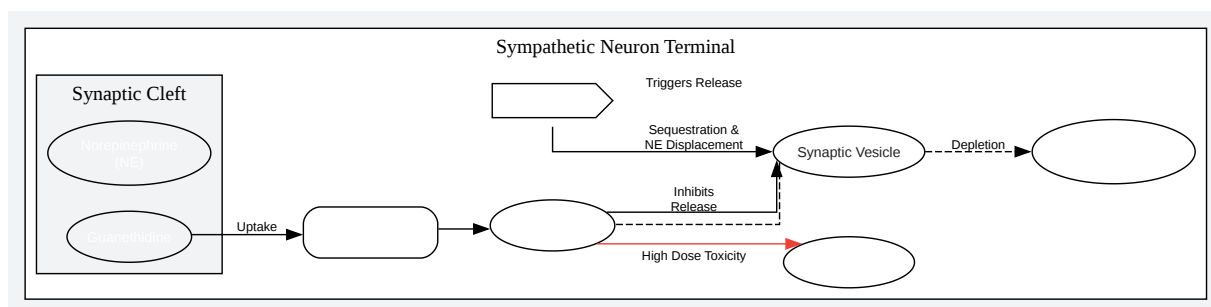 Sympathetic Neuron Terminal
Synaptic Cleft
Norepinephrine
(NE)
Guanethidine
Uptake
Triggers Release
Sequestration &
NE Displacement
Synaptic Vesicle
Depletion
Inhibits
Release
High Dose Toxicity